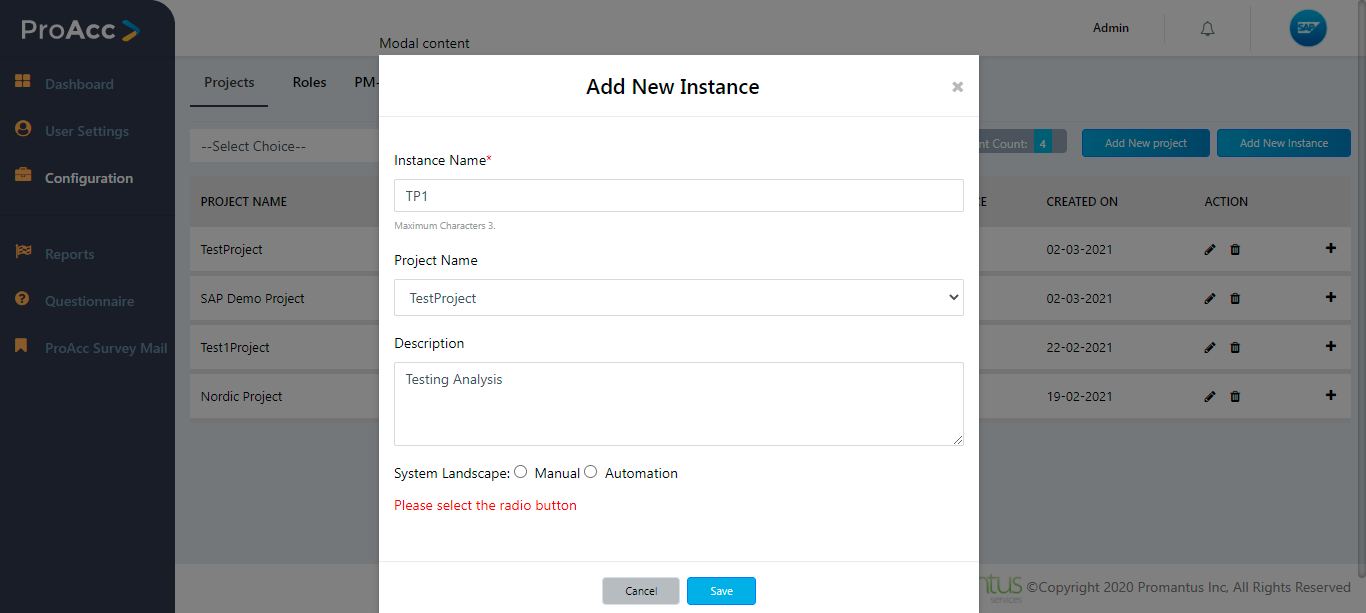 ProAcc
Admin
SAP
Modal content
Dashboard
User Settings
Configuration
Reports
Questionnaire
ProAcc Survey Mail
Projects Roles PM-
--Select Choice--
nt Count: 4
Add New project
Add New Instance
PROJECT NAME CREATED ON ACTION
TestProject 02-03-2021
SAP Demo Project 02-03-2021
Test1Project 22-02-2021
Nordic Project 19-02-2021
Add New Instance
Instance Name*
TP1
Maximum Characters 3.
Project Name
TestProject
Description
Testing Analysis
System Landscape: Manual Automation
Please select the radio button
Cancel Save
ntus
services
©Copyright 2020 Promantus Inc, All Rights Reserved